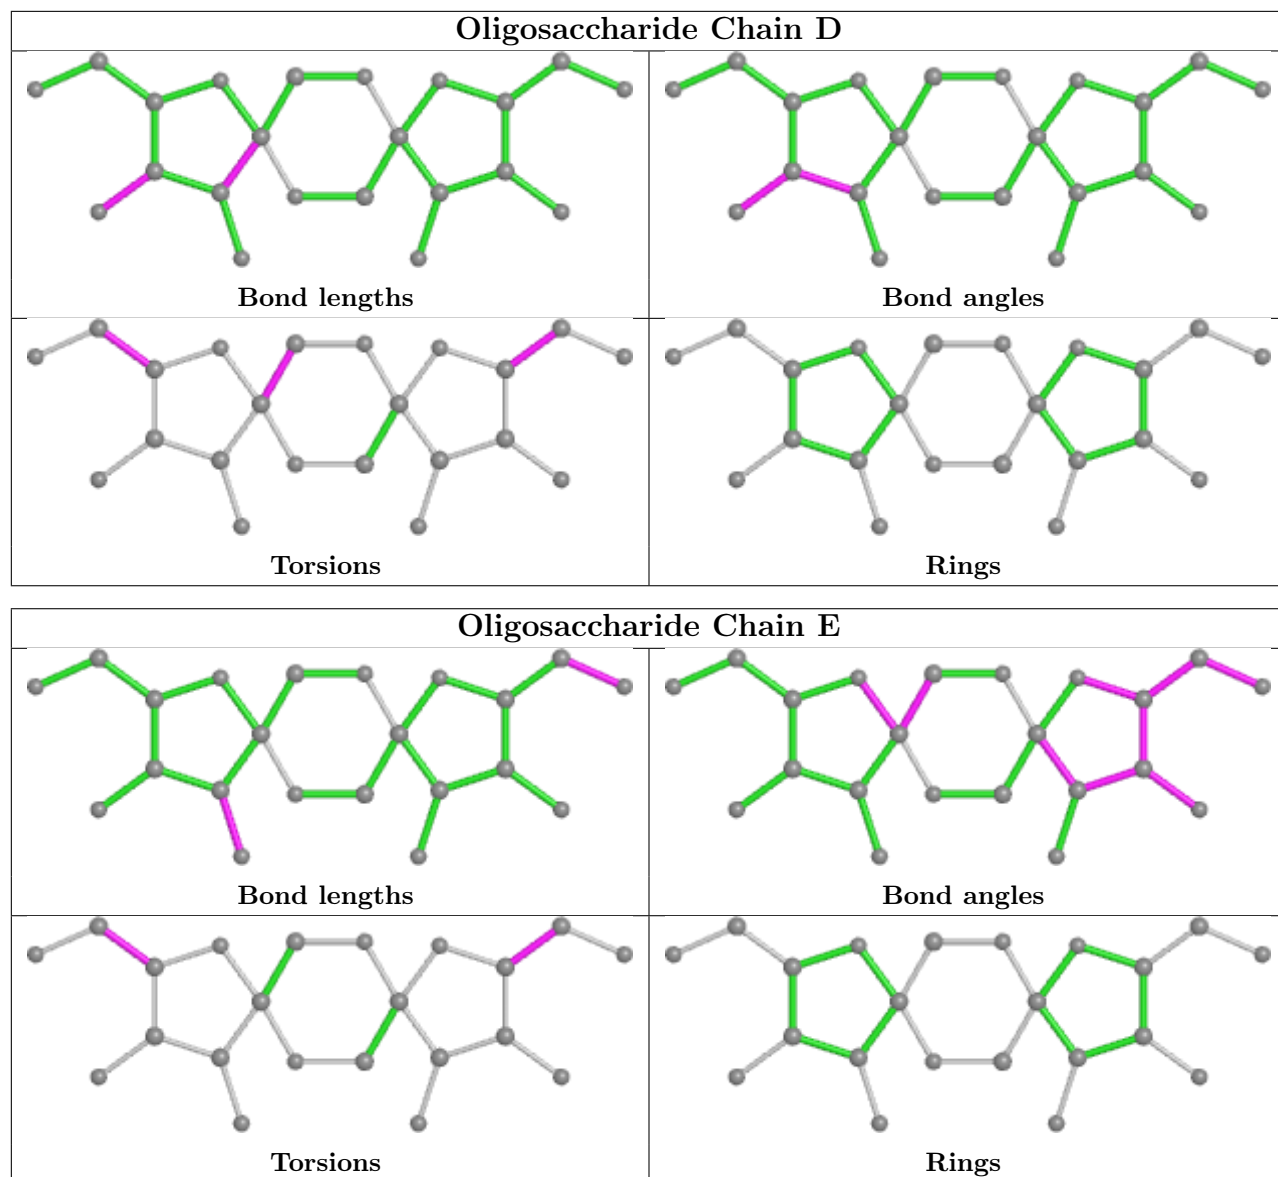 Oligosaccharide Chain D
Bond lengths
Bond angles
Torsions
Rings
Oligosaccharide Chain E
Bond lengths
Bond angles
Torsions
Rings